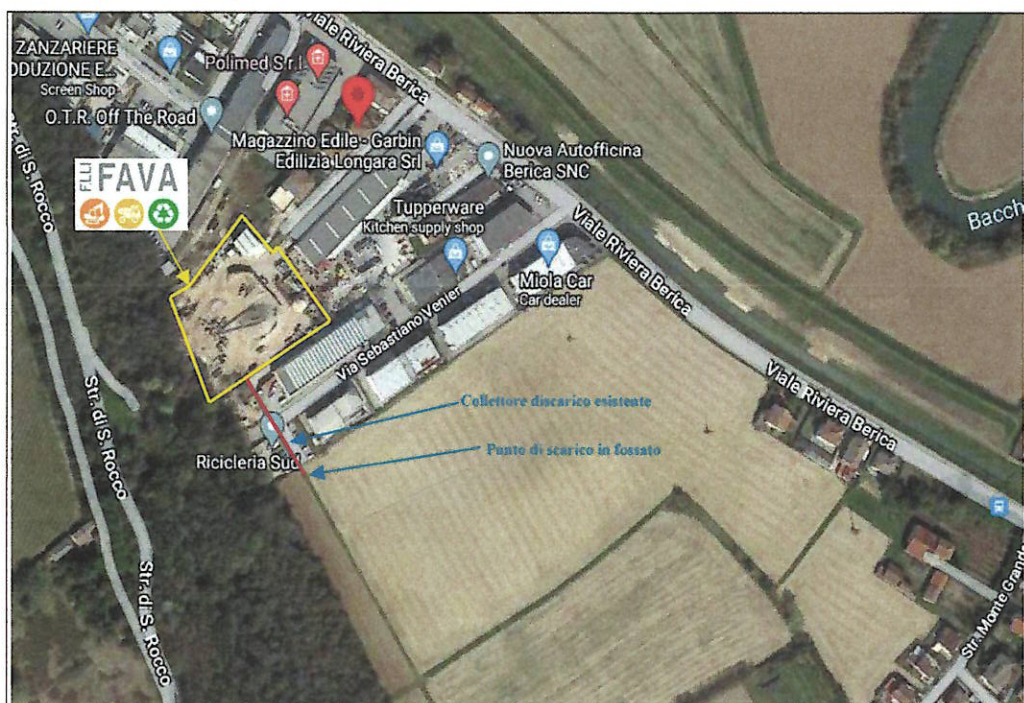 Viale Riviera Berica
ZANZARIERE
ODUZIONE E...
Screen Shop
Polimed S.r.l
O.T.R. Off The Road
Magazzino Edile - Garbin
Edilizia Longara Srl
Nuova Autofficina
Berica SNC
F.LLI FAVA
Str. di S. Rocco
Tupperware
Kitchen supply shop
Viale Riviera Berica
Bacch
Miola Car
Car dealer
Via Sebastiano Venier
Viale Riviera Berica
Str. di S. Rocco
Collettore discarico esistente
Punto di scarico in fossato
Ricicleria Sud
Str. di S. Rocco
Str. Monte Grand